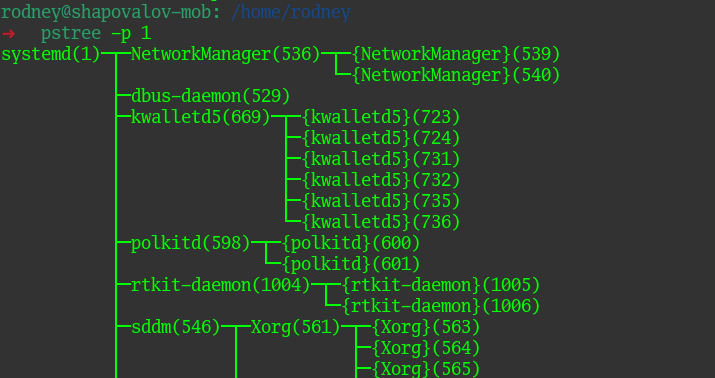 rodney@shapovalov-mob: /home/rodney
➜ pstree -p 1
systemd(1)─┬─NetworkManager(536)─┬─{NetworkManager}(539)
           │                     └─{NetworkManager}(540)
           ├─dbus-daemon(529)
           ├─kwalletd5(669)─┬─{kwalletd5}(723)
           │                ├─{kwalletd5}(724)
           │                ├─{kwalletd5}(731)
           │                ├─{kwalletd5}(732)
           │                ├─{kwalletd5}(735)
           │                └─{kwalletd5}(736)
           ├─polkitd(598)─┬─{polkitd}(600)
           │              └─{polkitd}(601)
           ├─rtkit-daemon(1004)─┬─{rtkit-daemon}(1005)
           │                    └─{rtkit-daemon}(1006)
           ├─sddm(546)─┬─Xorg(561)─┬─{Xorg}(563)
           │           │           ├─{Xorg}(564)
           │           │           ├─{Xorg}(565)